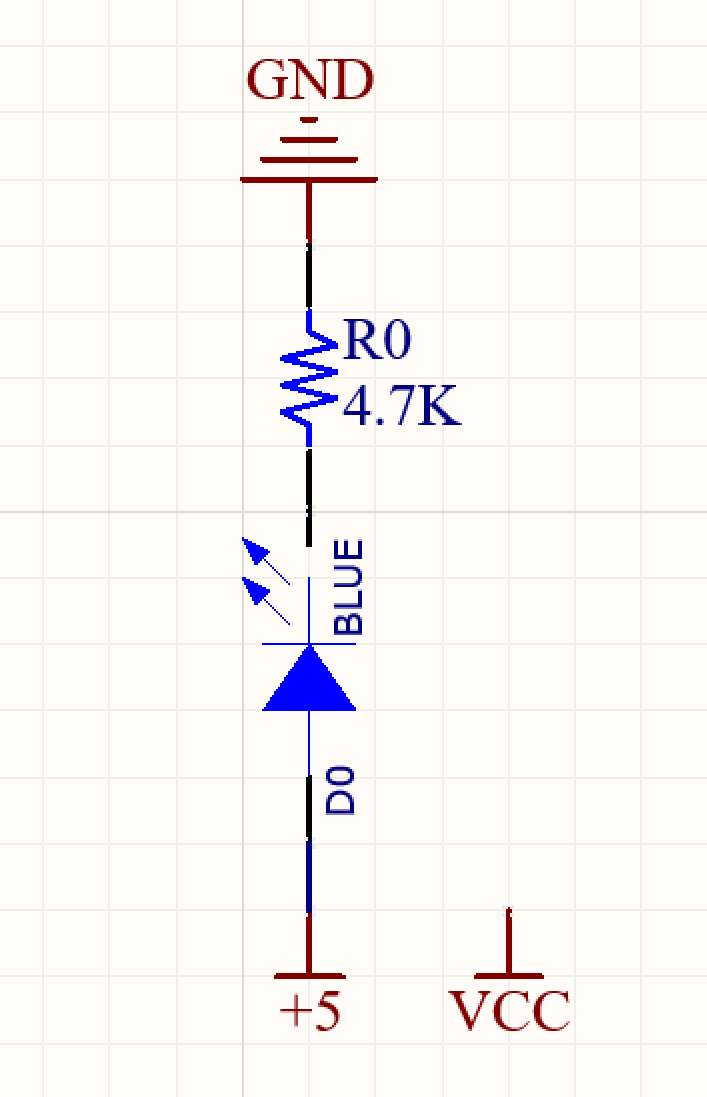 GND
R0
4.7K
BLUE
D0
+5
VCC